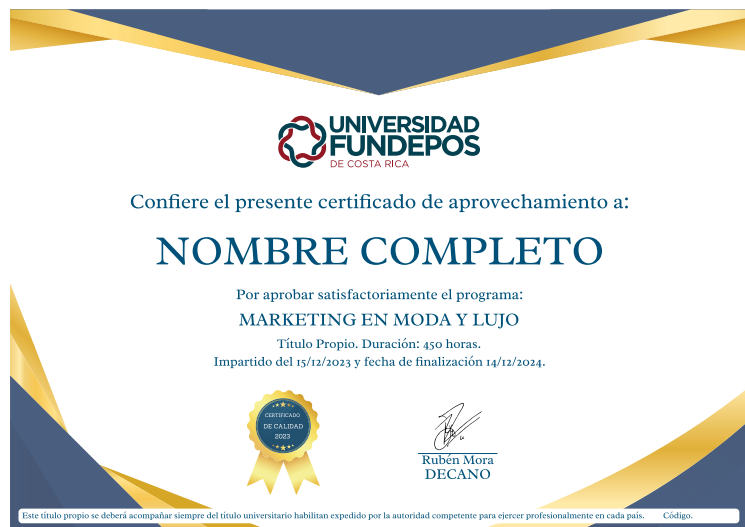 UNIVERSIDAD
FUNDEPOS
DE COSTA RICA
Confiere el presente certificado de aprovechamiento a:
NOMBRE COMPLETO
Por aprobar satisfactoriamente el programa:
MARKETING EN MODA Y LUJO
Título Propio. Duración: 450 horas.
Impartido del 15/12/2023 y fecha de finalización 14/12/2024.
CERTIFICADO
DE CALIDAD
2023
Rubén Mora
DECANO
Este título propio se deberá acompañar siempre del título universitario habilitan expedido por la autoridad competente para ejercer profesionalmente en cada país. Código.